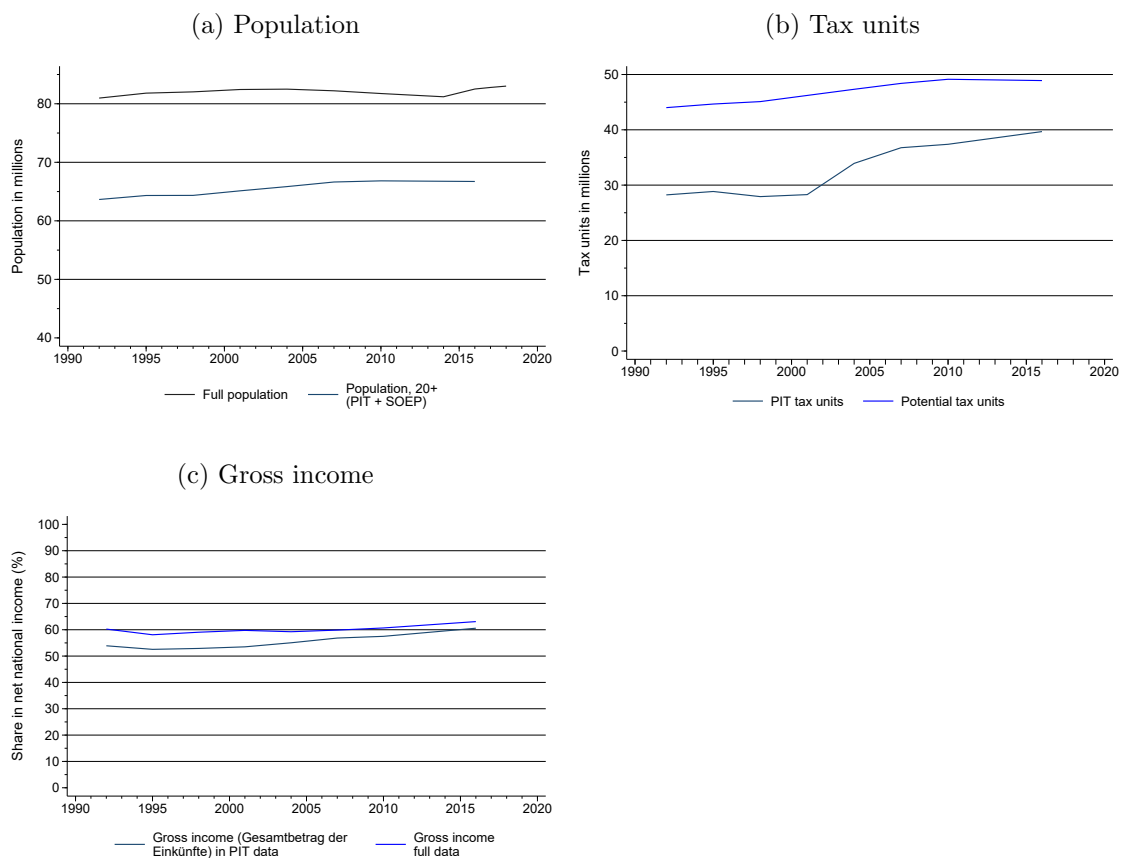 (a) Population
Population in millions
80
70
60
50
40
1990 1995 2000 2005 2010 2015 2020
Full population
Population, 20+
(PIT + SOEP)
(b) Tax units
Tax units in millions
50
40
30
20
10
0
1990 1995 2000 2005 2010 2015 2020
PIT tax units
Potential tax units
(c) Gross income
Share in net national income (%)
100
90
80
70
60
50
40
30
20
10
0
1990 1995 2000 2005 2010 2015 2020
Gross income (Gesamtbetrag der
Einkünfte) in PIT data
Gross income
full data